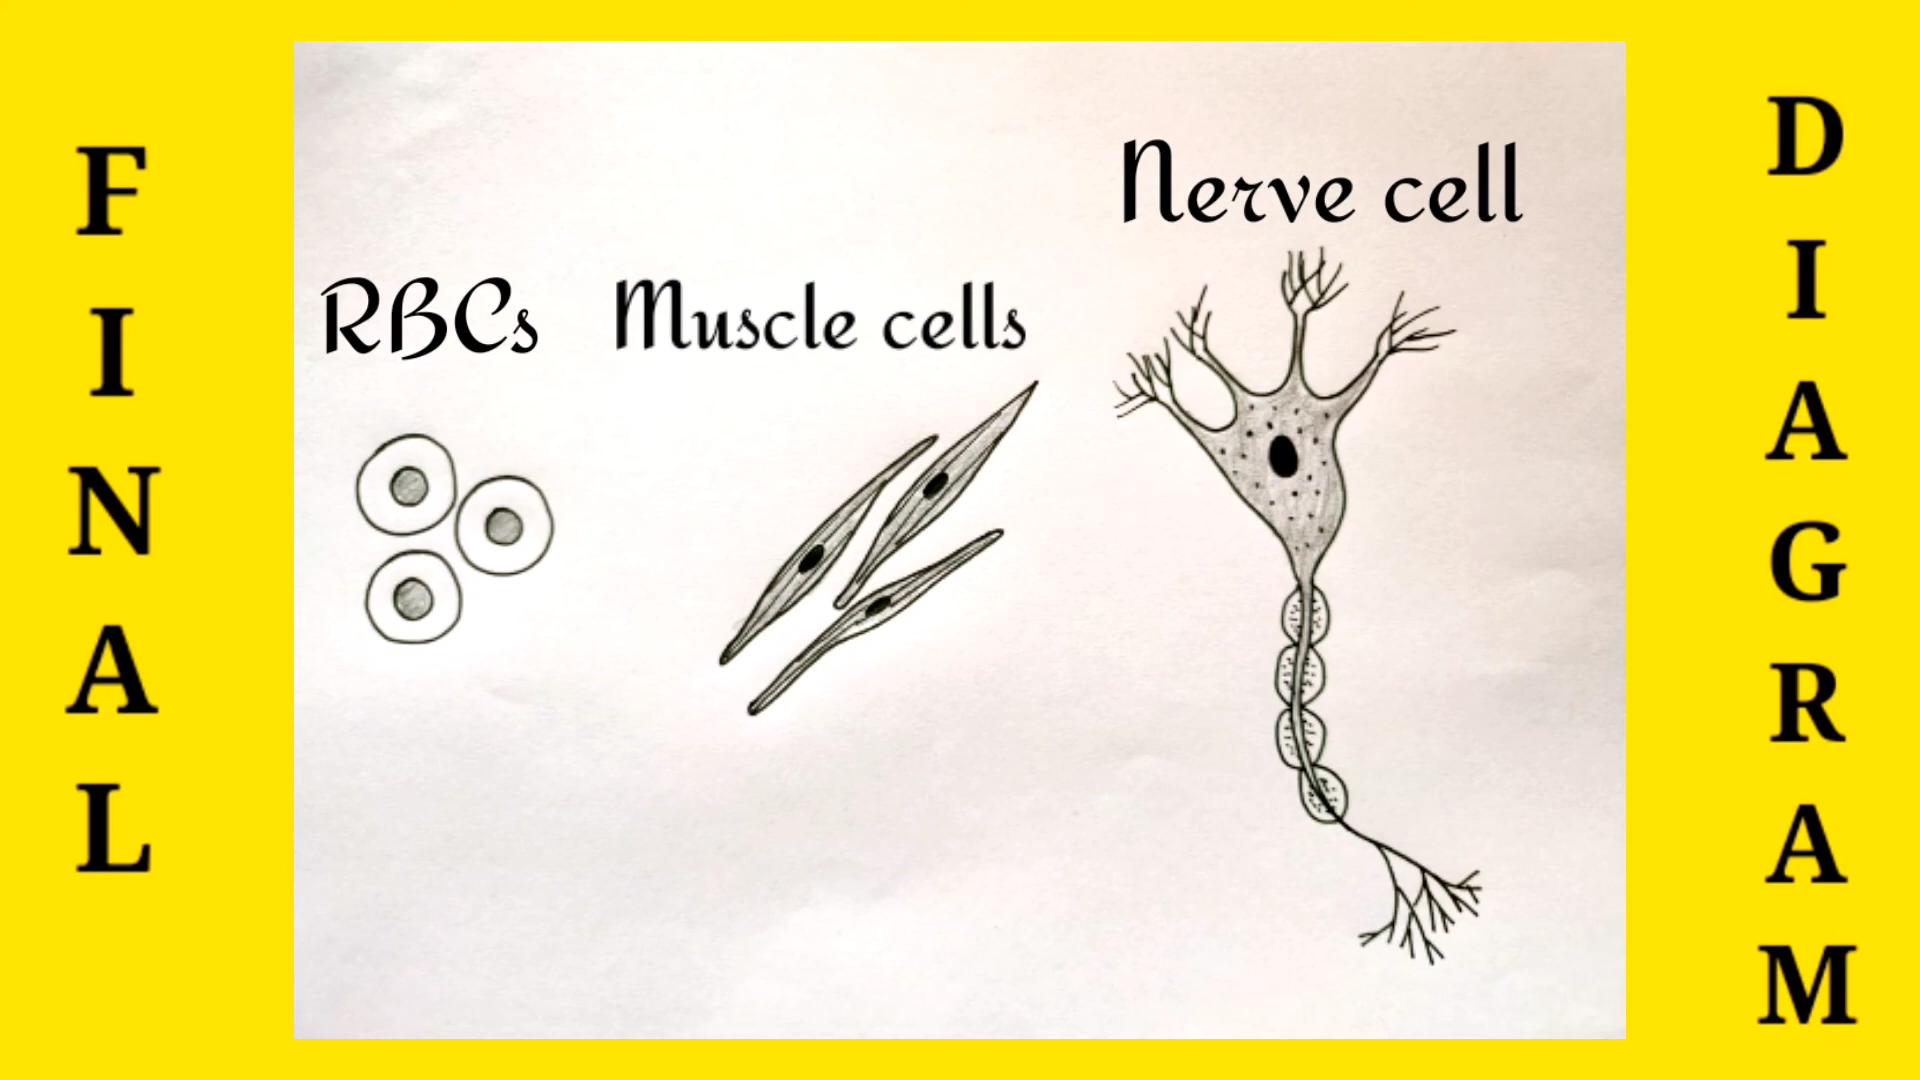 FINAL
RBCs
Muscle cells
Nerve cell
DIAGRAM